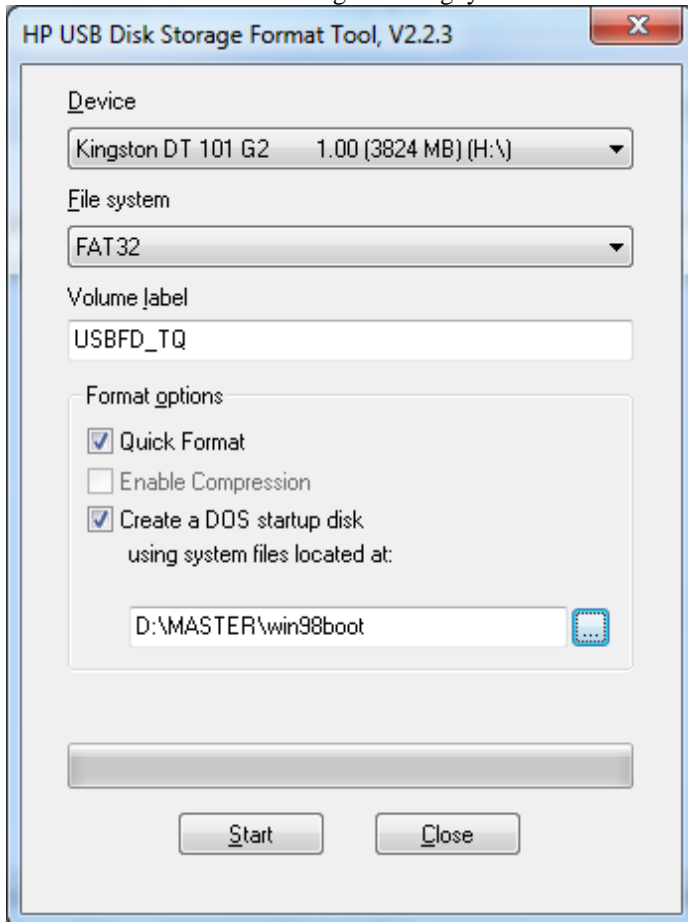 HP USB Disk Storage Format Tool, V2.2.3
Device
Kingston DT 101 G2 1.00 (3824 MB) (H:\)
File system
FAT32
Volume label
USBFD_TQ
Format options
Quick Format
Enable Compression
Create a DOS startup disk
using system files located at:
D:\MASTER\win98boot
...
Start
Close